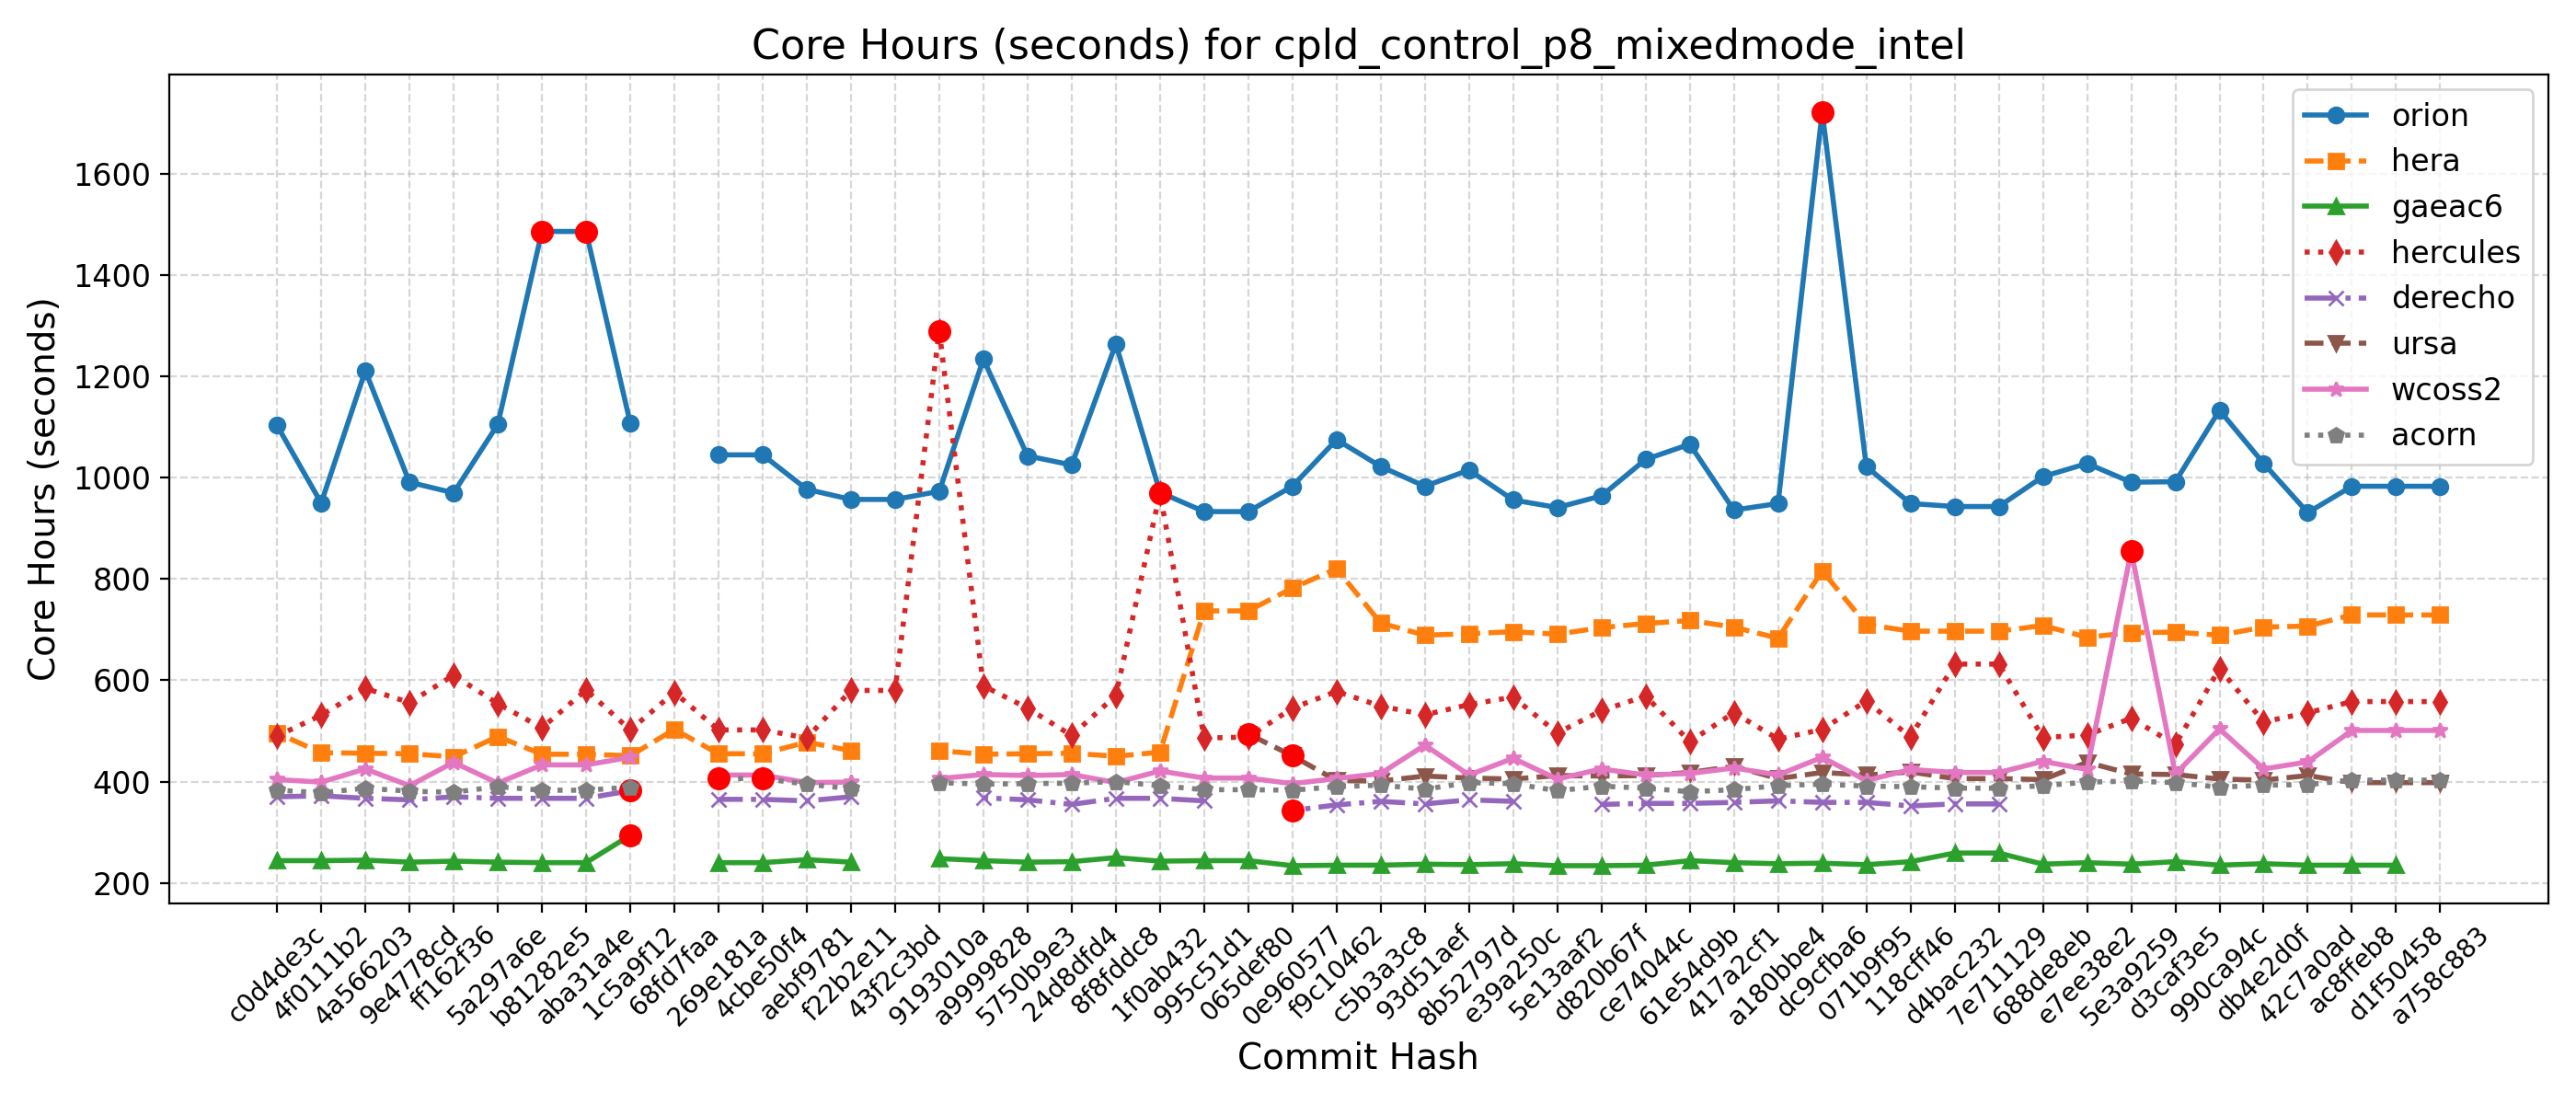 Core Hours (seconds) for cpld_control_p8_mixedmode_intel
Core Hours (seconds)
1600
1400
1200
1000
800
600
400
200
orion
hera
gaeac6
hercules
derecho
ursa
wcoss2
acorn
c0d4de3c
4f0111b2
4a566203
9e4778cd
ff162f36
5a297a6e
b81282e5
aba31a4e
1c5a9f12
68fd7faa
269e181a
4cbe50f4
aebf9781
f22b2e11
43f2c3bd
9193010a
a9999828
5750b9e3
24d8dfd4
8f8fddc8
1f0ab432
995c51d1
065def80
0e960577
f9c10462
c5b3a3c8
93d51aef
8b52797d
e39a250c
5e13aaf2
d820b67f
ce74044c
61e54d9b
417a2cf1
a180bbe4
dc9cfba6
071b9f95
118cff46
d4bac232
7e711129
688de8eb
e7ee38e2
5e3a9259
d3caf3e5
990ca94c
db4e2d0f
42c7a0ad
ac8ffeb8
d1f50458
a758c883
Commit Hash